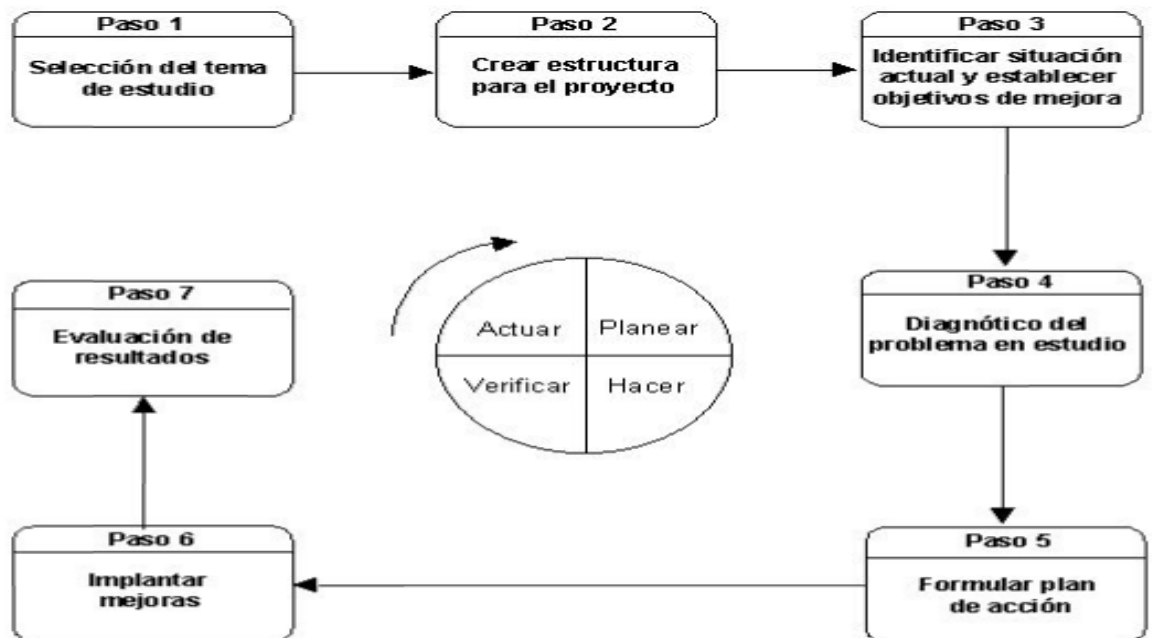 Paso 1
Selección del tema
de estudio
Paso 2
Crear estructura
para el proyecto
Paso 3
Identificar situación
actual y establecer
objetivos de mejora
Paso 4
Diagnótico del
problema en estudio
Paso 5
Formular plan
de acción
Paso 6
Implantar
mejoras
Paso 7
Evaluación de
resultados
Actuar
Planear
Verificar
Hacer